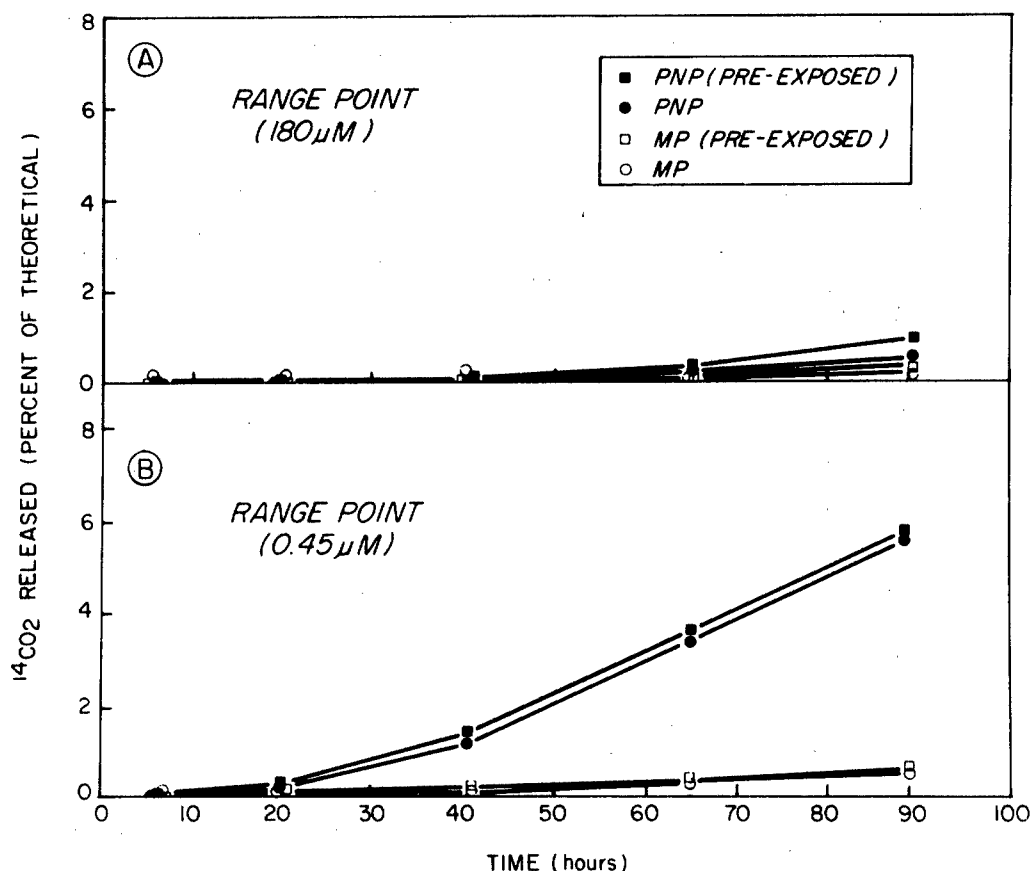 A
RANGE POINT
(180μM)
PNP (PRE-EXPOSED)
PNP
MP (PRE-EXPOSED)
MP
8
6
4
2
0
B
RANGE POINT
(0.45μM)
8
6
4
2
0
0 10 20 30 40 50 60 70 80 90 100
TIME (hours)
¹⁴CO₂ RELEASED (PERCENT OF THEORETICAL)